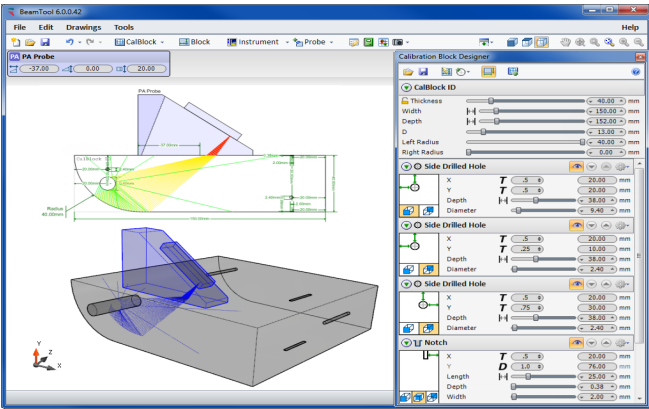 BeamTool 6.0.0.42
File Edit Drawings Tools Help
CalBlock Block Instrument Probe
PA PA Probe
-37.00 0.00 20.00
PA Probe
37.00mm
Radius
40.00mm
150.00mm
Y
Z
X
Calibration Block Designer
CalBlock ID
Thickness 40.00 mm
Width 150.00 mm
Depth 152.00 mm
D 13.00 mm
Left Radius 40.00 mm
Right Radius 0.00 mm
Side Drilled Hole
X T .5 20.00 mm
Y T .5 20.00 mm
Depth 38.00 mm
Diameter 9.40 mm
Side Drilled Hole
X T .5 20.00 mm
Y T .25 10.00 mm
Depth 38.00 mm
Diameter 2.40 mm
Side Drilled Hole
X T .5 20.00 mm
Y T .75 30.00 mm
Depth 38.00 mm
Diameter 2.40 mm
Notch
X T .5 20.00 mm
Y D 1.0 76.00 mm
Length 25.00 mm
Depth 0.38 mm
Width 2.00 mm